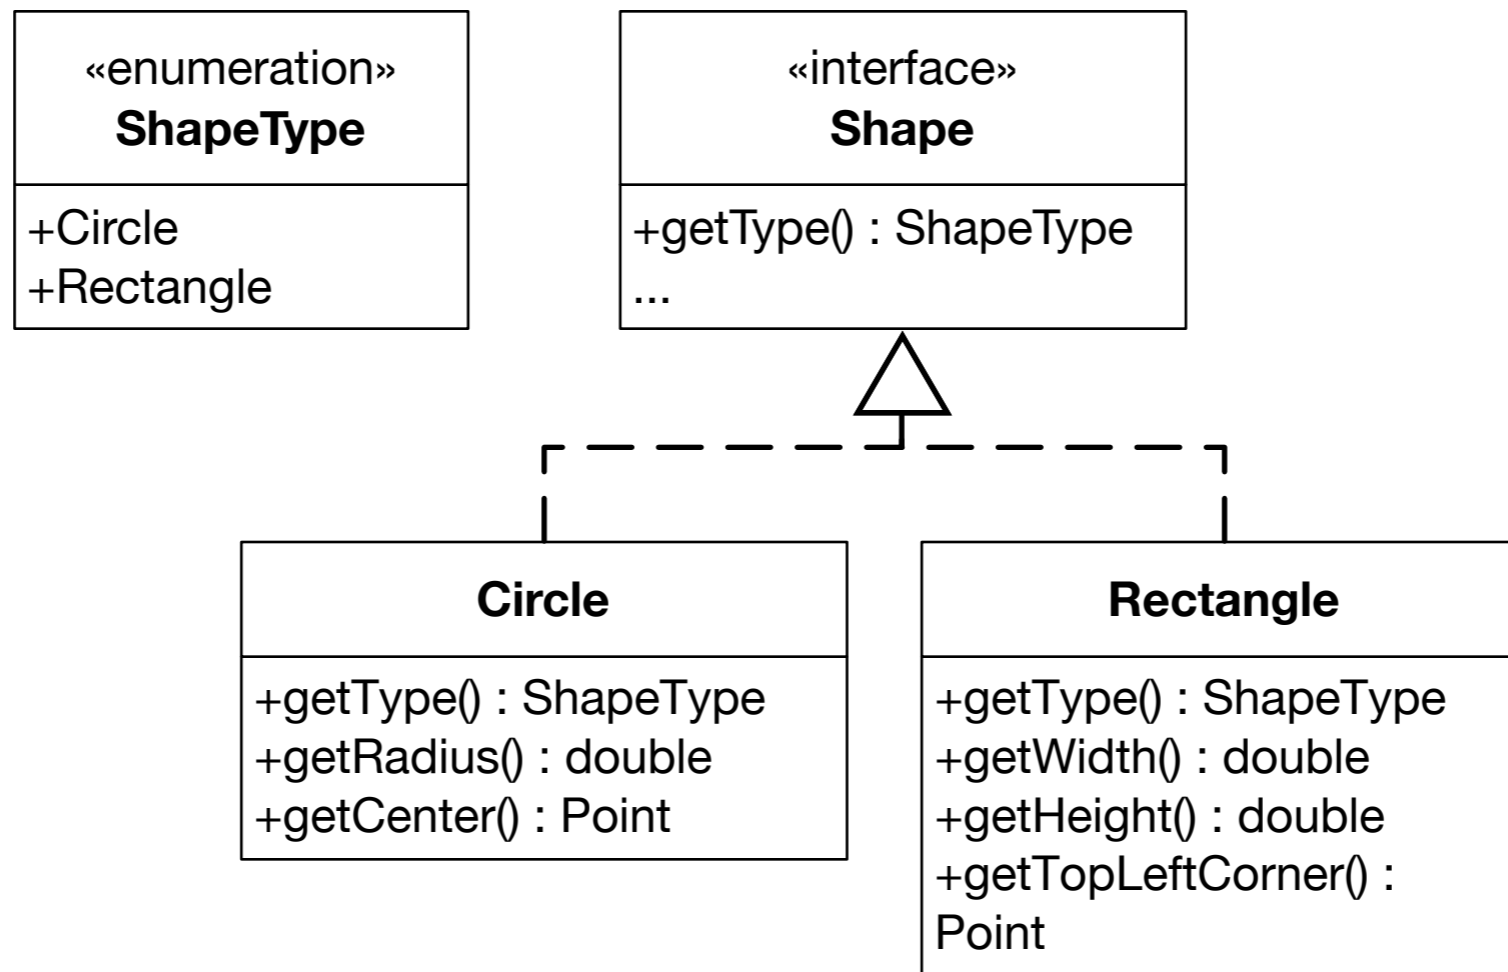 «enumeration»
ShapeType
+Circle
+Rectangle
«interface»
Shape
+getType() : ShapeType
...
Circle
+getType() : ShapeType
+getRadius() : double
+getCenter() : Point
Rectangle
+getType() : ShapeType
+getWidth() : double
+getHeight() : double
+getTopLeftCorner() :
Point